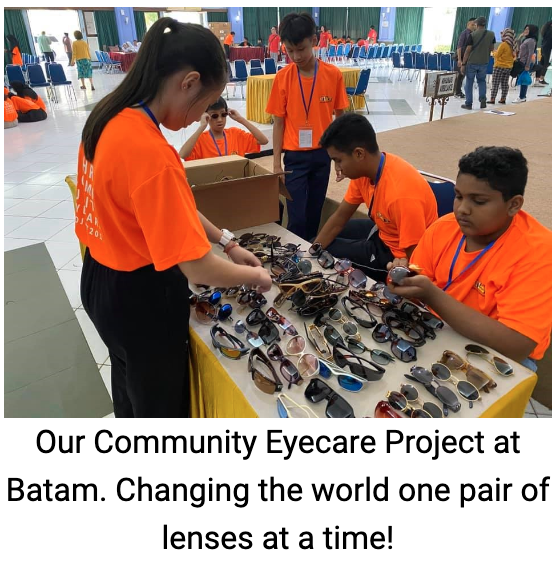 Our Community Eyecare Project at
Batam. Changing the world one pair of
lenses at a time!